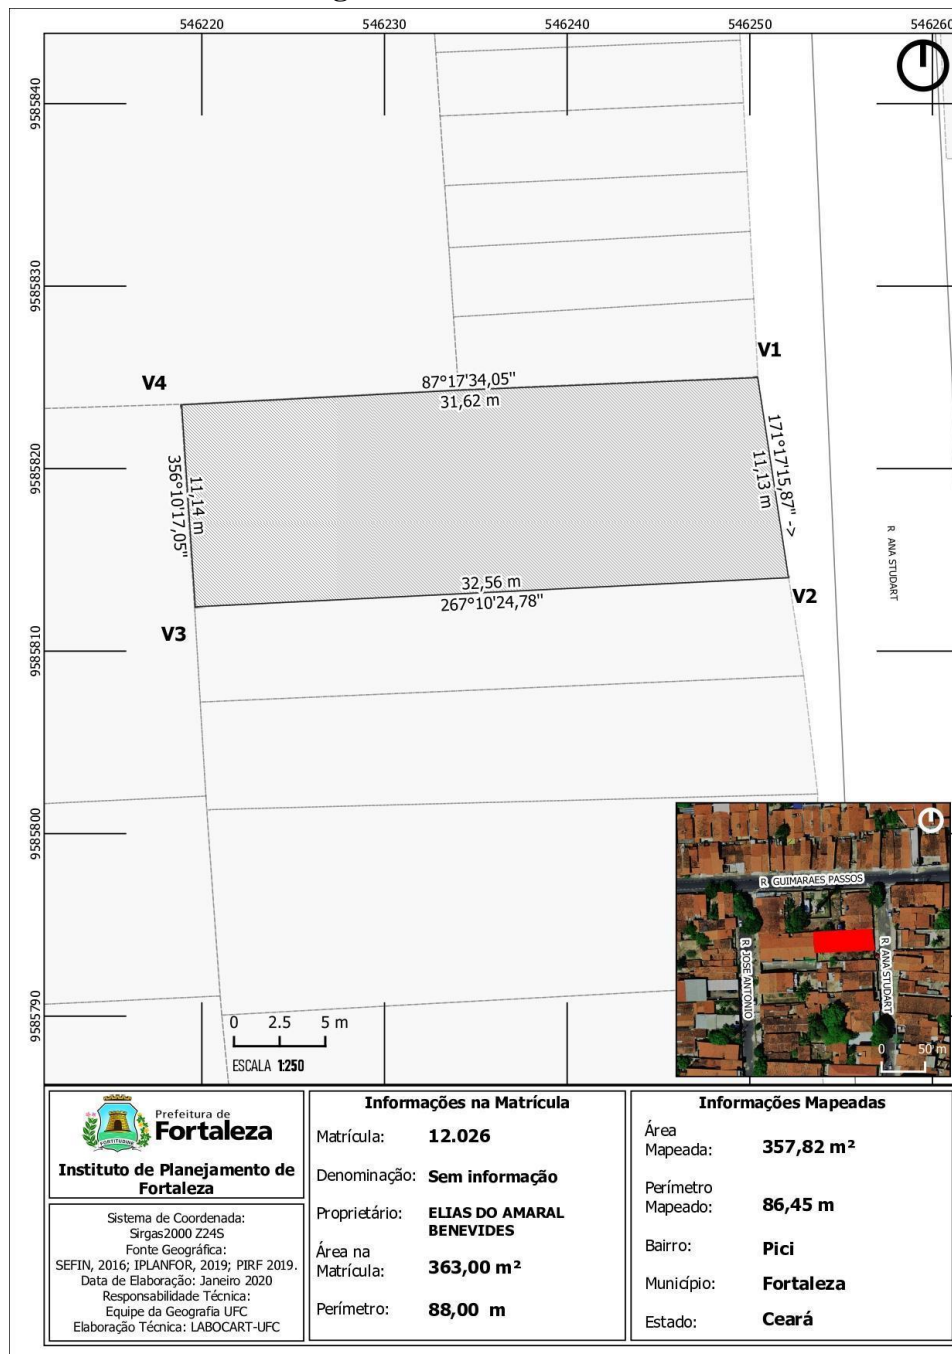 546220
546230
546240
546250
546260
9585840
9585830
9585820
9585810
9585800
9585790
V1
V4
87°17'34,05"
31,62 m
171°17'15,87" ->
11,13 m
356°10'17,05"
11,14 m
R ANA STUDART
32,56 m
267°10'24,78"
V2
V3
R GUIMARAES PASSOS
R JOSE ANTONIO
R ANA STUDART
0 50 m
0 2.5 5 m
ESCALA 1:250
Prefeitura de
Fortaleza
FORTITUDINE
Instituto de Planejamento de
Fortaleza
Sistema de Coordenada:
Sirgas2000 Z24S
Fonte Geográfica:
SEFIN, 2016; IPLANFOR, 2019; PIRF 2019.
Data de Elaboração: Janeiro 2020
Responsabilidade Técnica:
Equipe da Geografia UFC
Elaboração Técnica: LABOCART-UFC
Informações na Matrícula
Matrícula: 12.026
Denominação: Sem informação
Proprietário: ELIAS DO AMARAL
BENEVIDES
Área na
Matrícula: 363,00 m²
Perímetro: 88,00 m
Informações Mapeadas
Área
Mapeada: 357,82 m²
Perímetro
Mapeado: 86,45 m
Bairro: Pici
Município: Fortaleza
Estado: Ceará